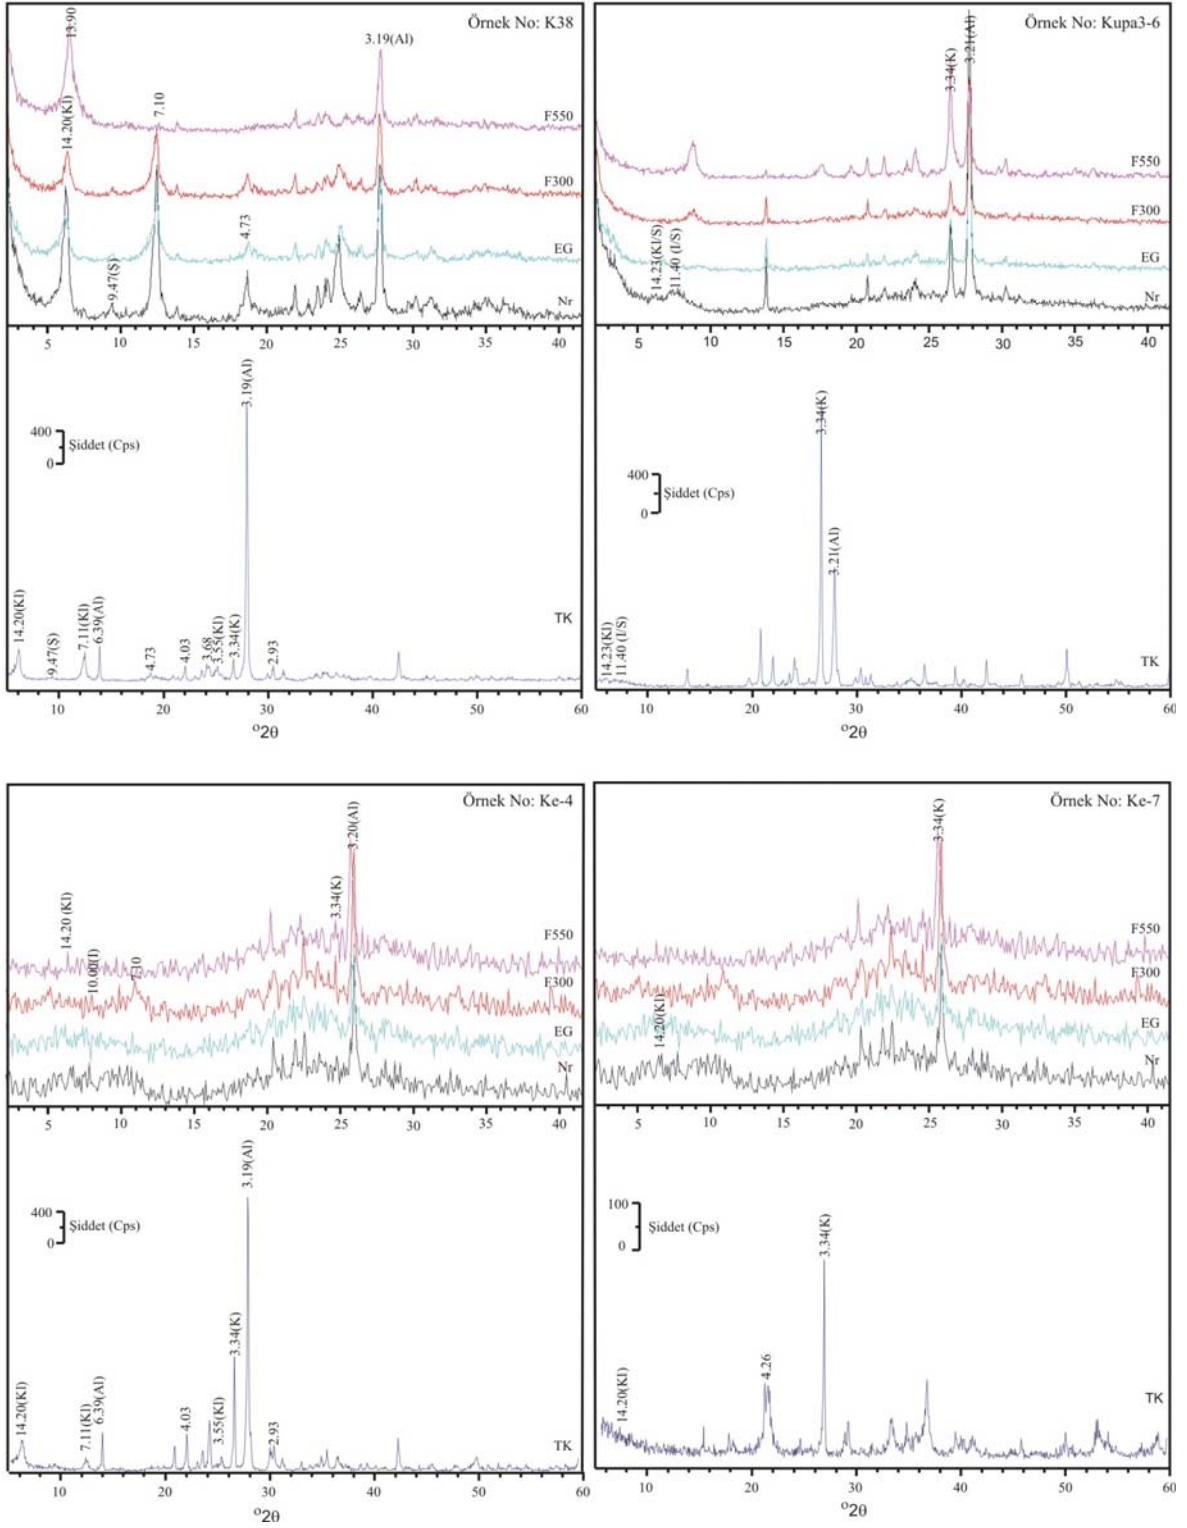 Örnek No: K38
13.90
3.19(Al)
14.20(Kl)
7.10
F550
F300
4.73
EG
9.47(S)
Nr
5 10 15 20 25 30 35 40
3.19(Al)
400
Şiddet (Cps)
0
14.20(Kl)
9.47(S)
7.11(Kl)
6.39(Al)
4.73
4.03
3.68
3.55(Kl)
3.34(K)
2.93
TK
10 20 30 40 50 60
°2θ
Örnek No: Kupa3-6
3.21(Al)
3.34(K)
F550
F300
14.23(Kl/S)
11.40 (I/S)
EG
Nr
5 10 15 20 25 30 35 40
3.34(K)
400
Şiddet (Cps)
0
3.21(Al)
14.23(Kl)
11.40 (I/S)
TK
10 20 30 40 50 60
°2θ
Örnek No: Ke-4
3.20(Al)
3.34(K)
14.20 (Kl)
F550
10.00(I)
7.10
F300
EG
Nr
5 10 15 20 25 30 35 40
3.19(Al)
400
Şiddet (Cps)
0
3.34(K)
14.20(Kl)
7.11(Kl)
6.39(Al)
4.03
3.55(Kl)
2.93
TK
10 20 30 40 50 60
°2θ
Örnek No: Ke-7
3.34(K)
F550
F300
14.20(Kl)
EG
Nr
5 10 15 20 25 30 35 40
100
Şiddet (Cps)
0
3.34(K)
4.26
14.20(Kl)
TK
10 20 30 40 50 60
°2θ